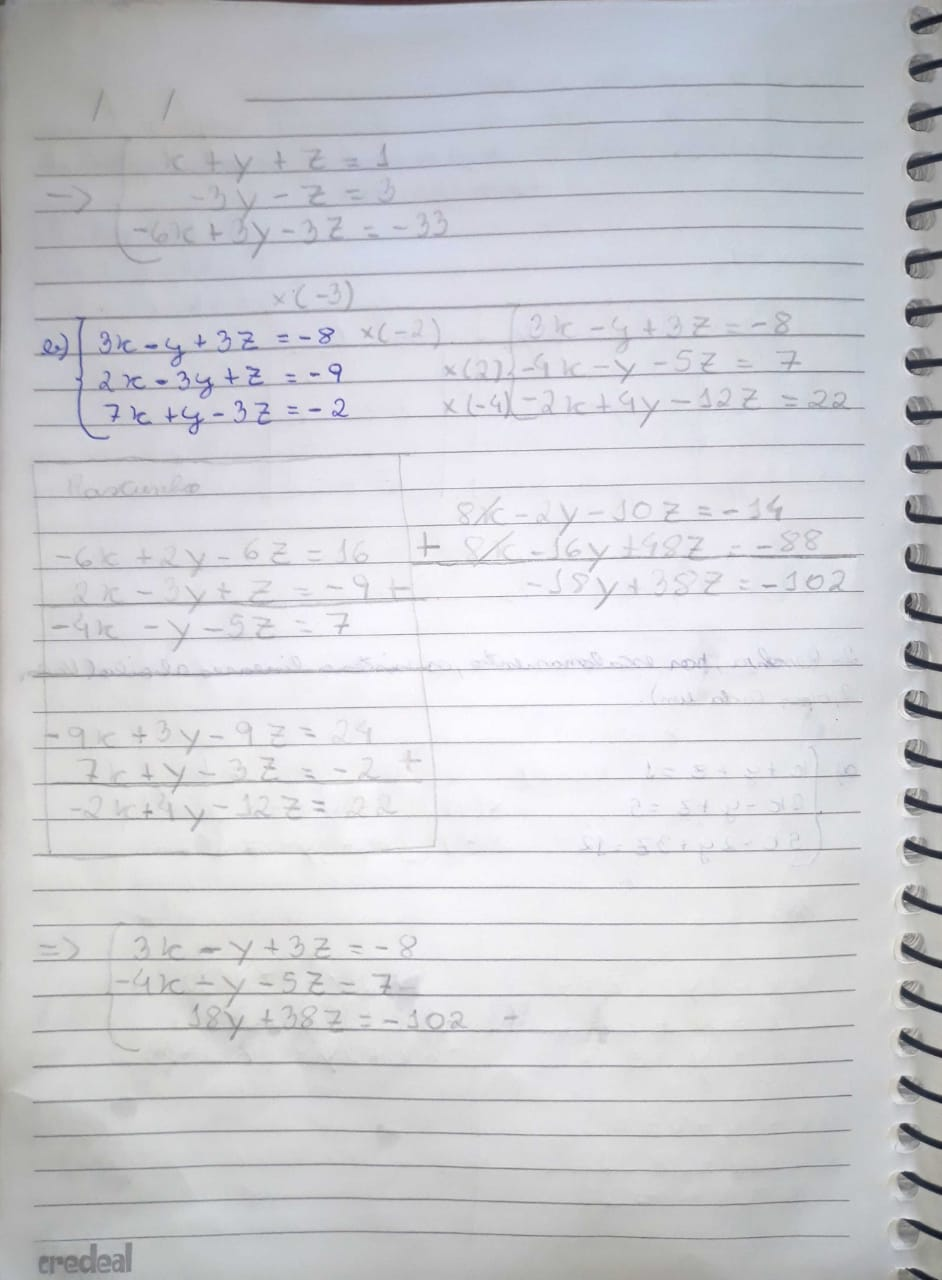 / /
x + y + z = 1
-> -3y - z = 3
-6x + 3y - 3z = -33
x(-3)
e.) 3x - y + 3z = -8 x(-2)
2x - 3y + z = -9
7x + y - 3z = -2
3x - y + 3z = -8
x(2) -4x - y - 5z = 7
x(-4) -2x + 4y - 12z = 22
Rascunho
-6x + 2y - 6z = 16
2x - 3y + z = -9 +
-4x - y - 5z = 7
-9x + 3y - 9z = 24
7x + y - 3z = -2 +
-2x + 4y - 12z = 22
8x - 2y - 10z = -14
+ 8x - 16y + 48z = -88
-18y + 38z = -102
=> 3x - y + 3z = -8
-4x - y - 5z = 7
18y + 38z = -102
credeal